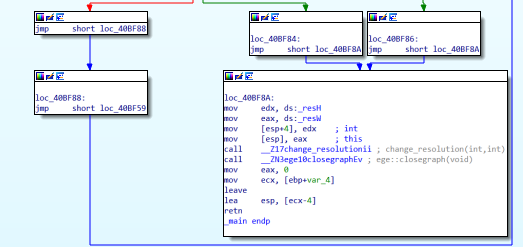 jmp     short loc_40BF88
loc_40BF84:
jmp     short loc_40BF8A
loc_40BF86:
jmp     short loc_40BF8A
loc_40BF88:
jmp     short loc_40BF59
loc_40BF8A:
mov     edx, ds:_resH
mov     eax, ds:_resW
mov     [esp+4], edx    ; int
mov     [esp], eax      ; this
call    __Z17change_resolutionii ; change_resolution(int,int)
call    __ZN3ege10closegraphEv ; ege::closegraph(void)
mov     eax, 0
mov     ecx, [ebp+var_4]
leave
lea     esp, [ecx-4]
retn
_main endp